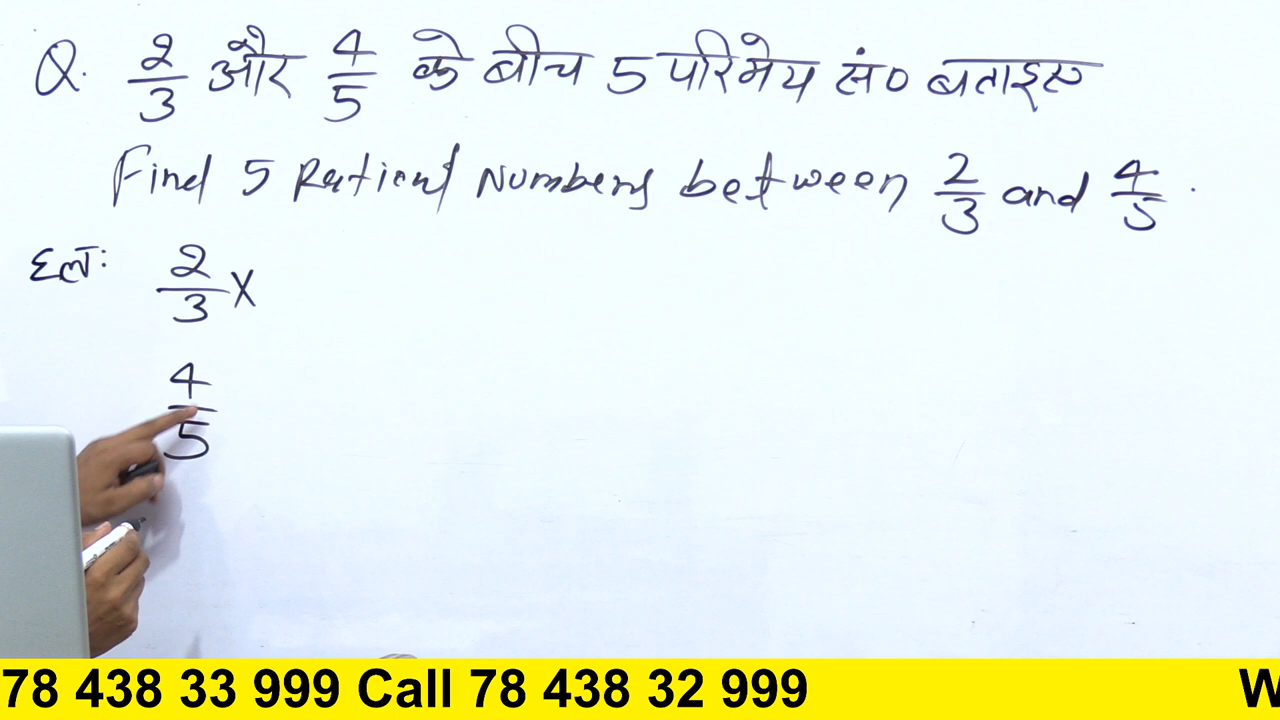 Q. 2/3 और 4/5 के बीच 5 परिमेय सं० बताइए
Find 5 Rational Numbers between 2/3 and 4/5 .
हल:
2/3 X
4/5
78 438 33 999 Call 78 438 32 999 W